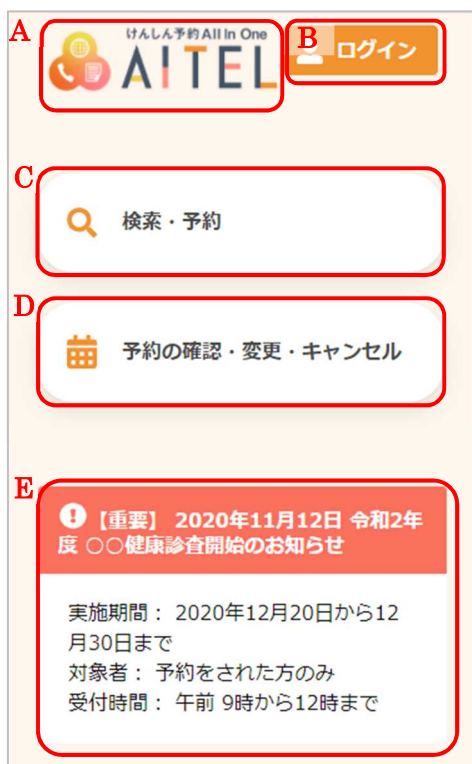 A
けんしん予約 All In One
AITEL
B
ログイン
C
検索・予約
D
予約の確認・変更・キャンセル
E
【重要】 2020年11月12日 令和2年
度 ○○健康診査開始のお知らせ
実施期間： 2020年12月20日から12
月30日まで
対象者： 予約をされた方のみ
受付時間： 午前 9時から12時まで